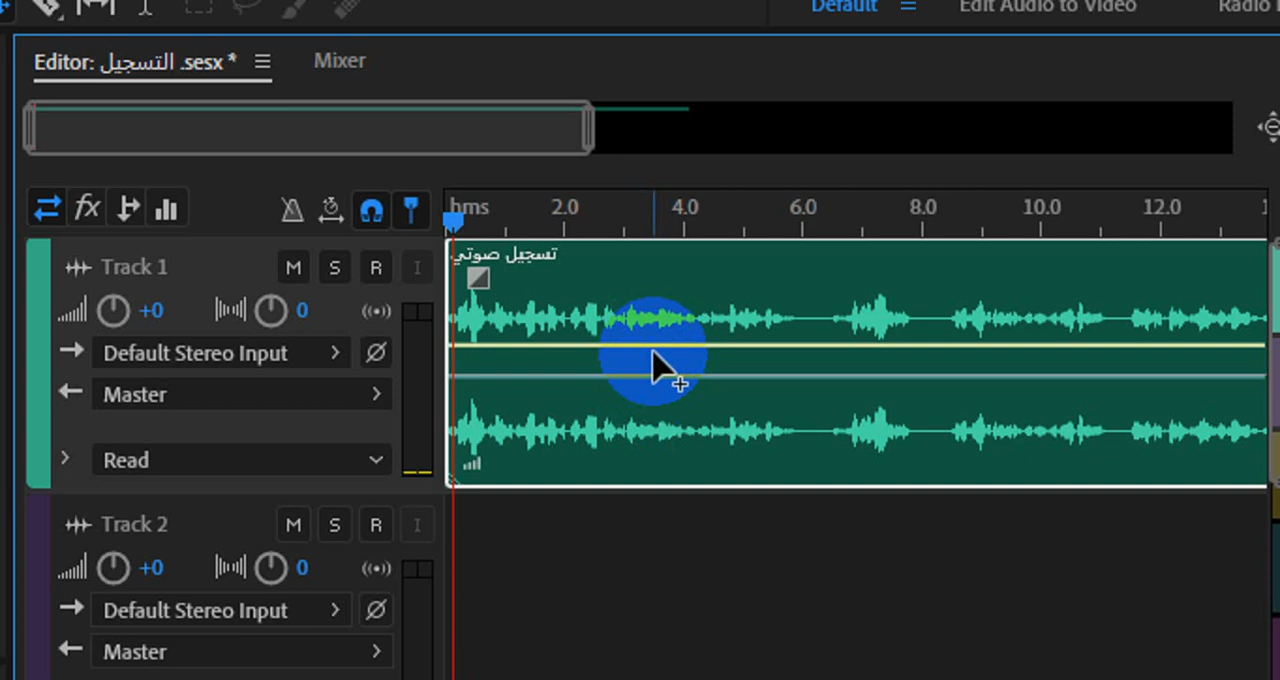 Default ☰ Edit Audio to Video Radio
Editor: التسجيل .sesx * ☰ Mixer
fx
hms 2.0 4.0 6.0 8.0 10.0 12.0
تسجيل صوتي
Track 1 M S R I
+0 0
Default Stereo Input
Master
Read
Track 2 M S R I
+0 0
Default Stereo Input
Master